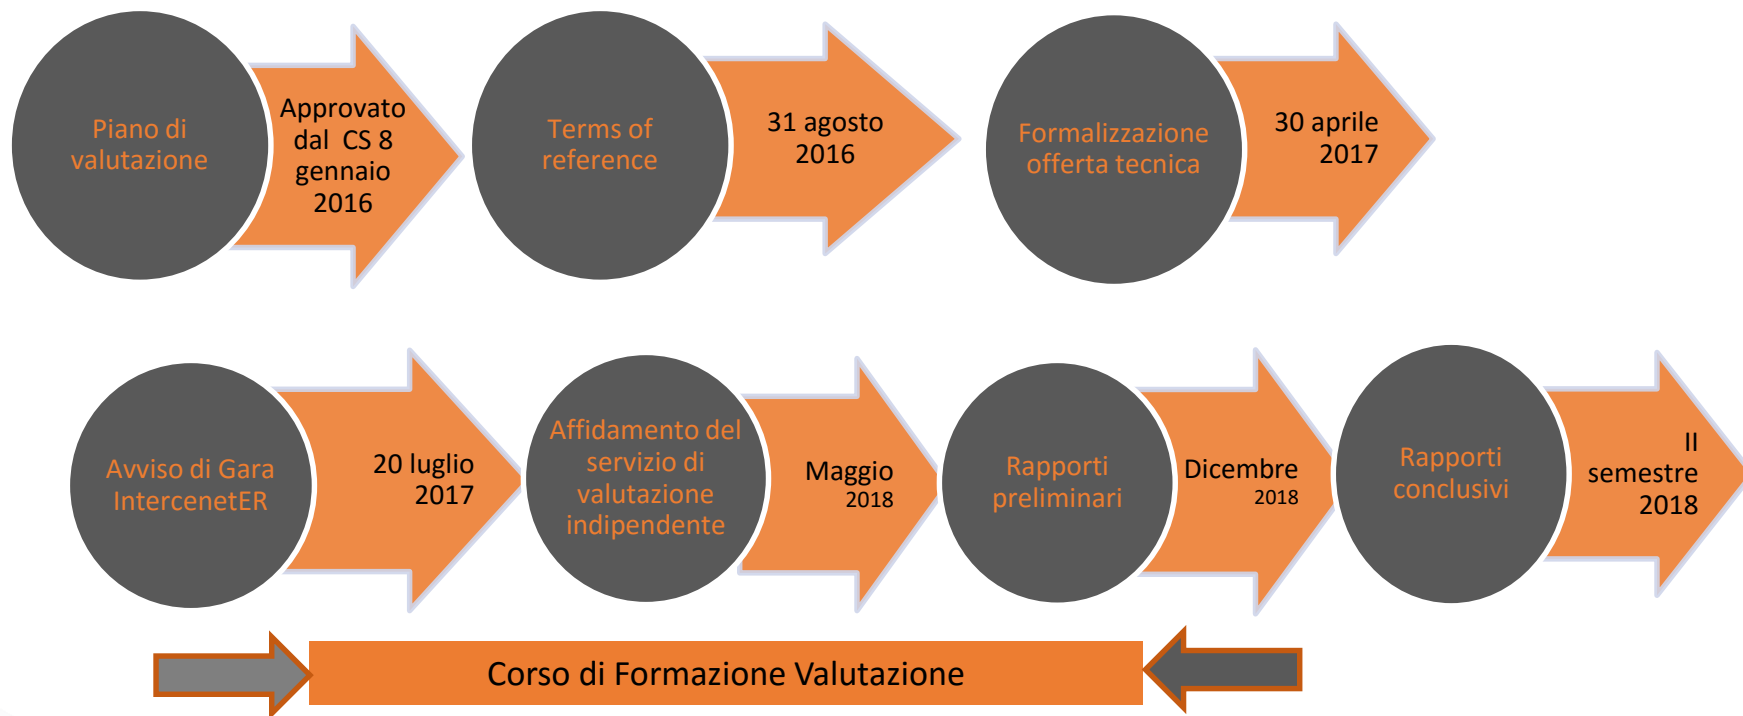 Piano di
valutazione
Approvato
dal CS 8
gennaio
2016
Terms of
reference
31 agosto
2016
Formalizzazione
offerta tecnica
30 aprile
2017
Avviso di Gara
IntercenetER
20 luglio
2017
Affidamento del
servizio di
valutazione
indipendente
Maggio
2018
Rapporti
preliminari
Dicembre
2018
Rapporti
conclusivi
II
semestre
2018
Corso di Formazione Valutazione